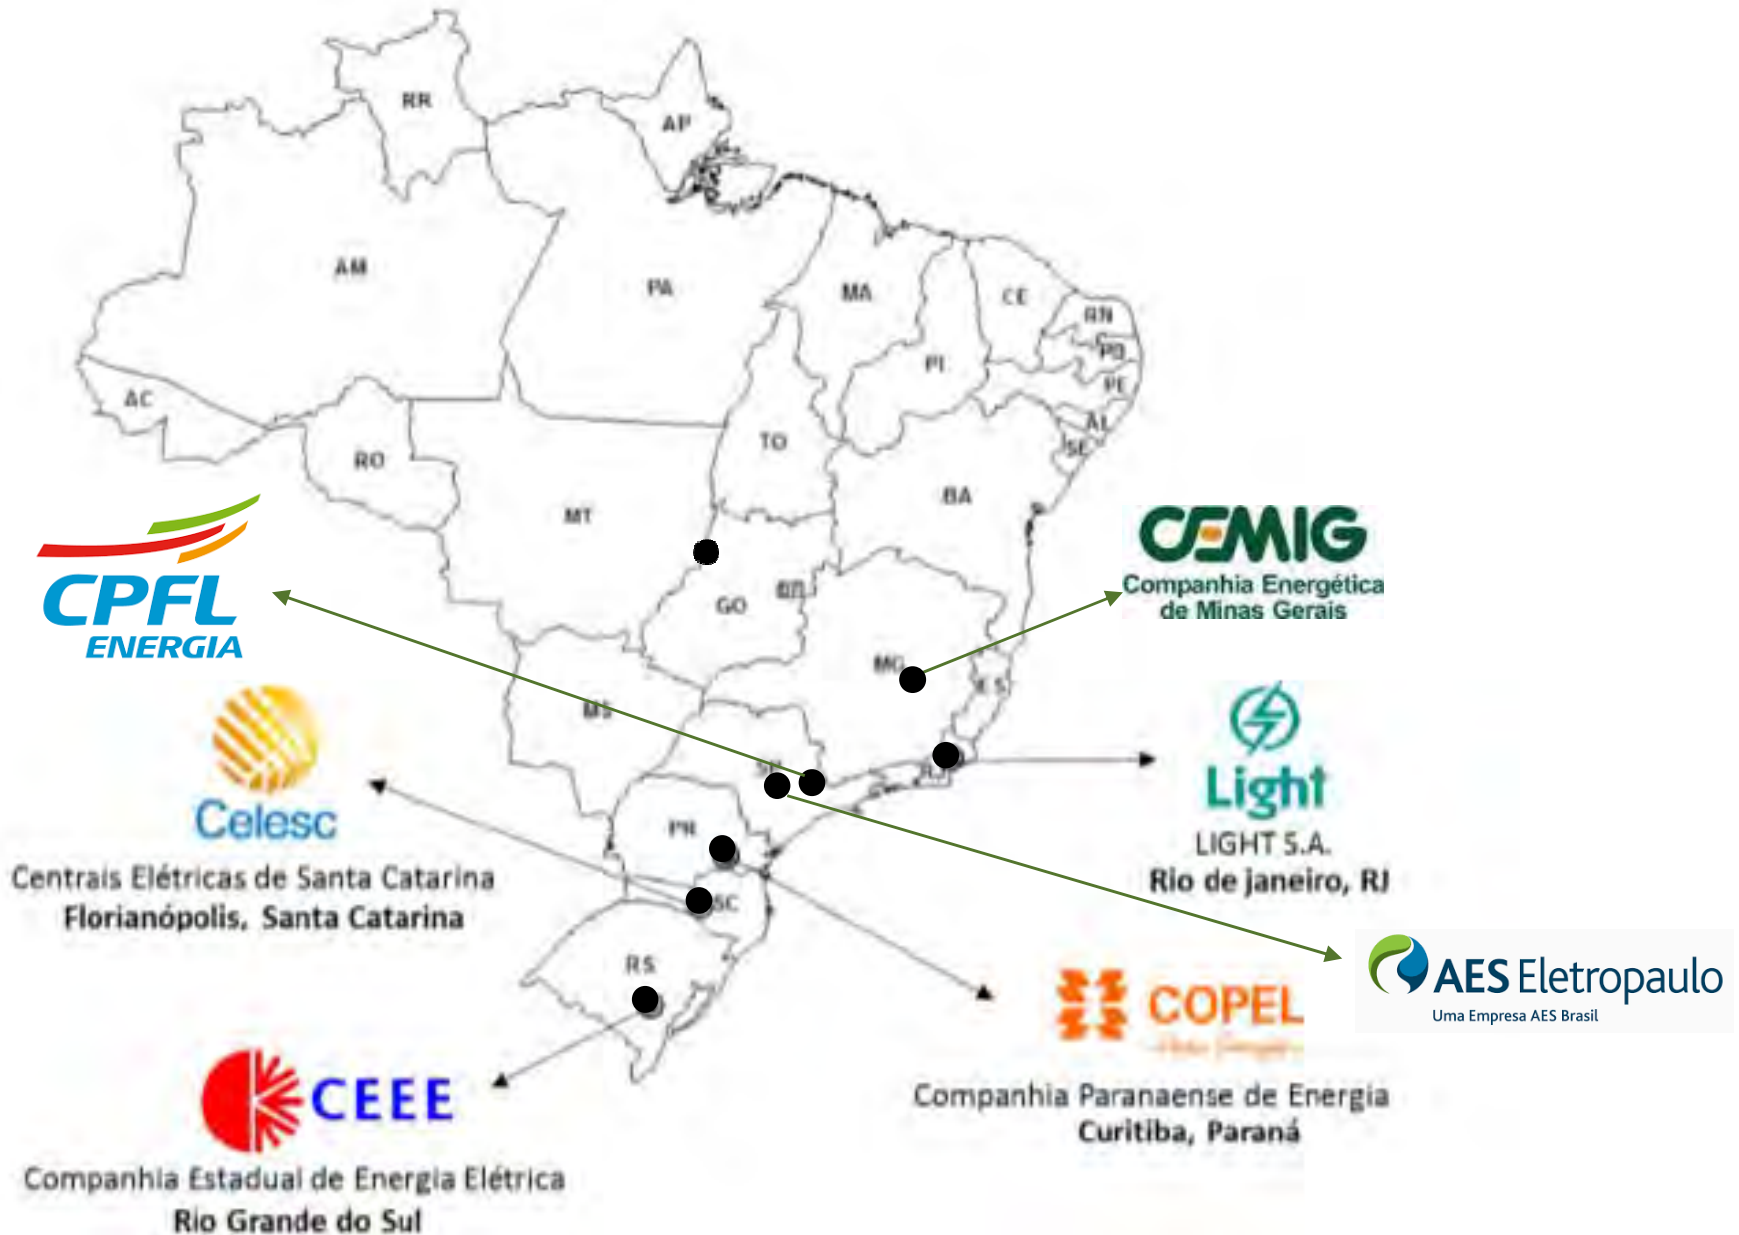 RR
AP
AM
PA
MA
CE
RN
PB
PI
PE
AC
AL
TO
SE
RO
BA
MT
CPFL
ENERGIA
CEMIG
Companhia Energética
de Minas Gerais
GO
DF
MG
ES
MS
SP
Light
LIGHT S.A.
Rio de janeiro, RJ
Celesc
Centrais Elétricas de Santa Catarina
Florianópolis, Santa Catarina
PR
SC
RS
AES Eletropaulo
Uma Empresa AES Brasil
COPEL
Companhia Paranaense de Energia
Curitiba, Paraná
CEEE
Companhia Estadual de Energia Elétrica
Rio Grande do Sul